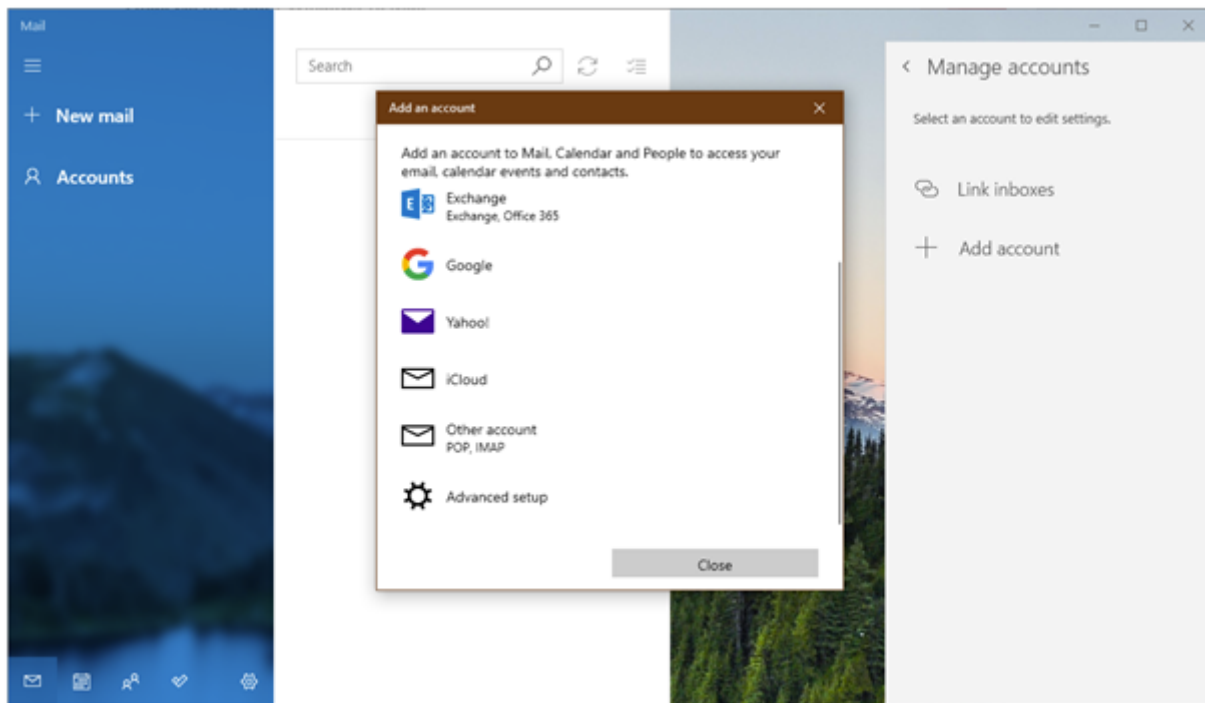 Mail
New mail
Accounts
Search
Add an account
Add an account to Mail, Calendar and People to access your
email, calendar events and contacts.
Exchange
Exchange, Office 365
Google
Yahoo!
iCloud
Other account
POP, IMAP
Advanced setup
Close
Manage accounts
Select an account to edit settings.
Link inboxes
Add account